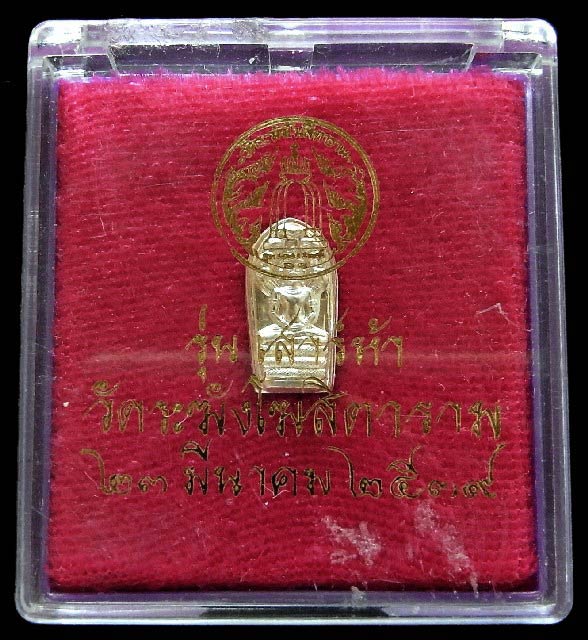 รุ่น เสาร์ห้า
วัดระฆังโฆสิตาราม
๒๓ มีนาคม ๒๕๓๙